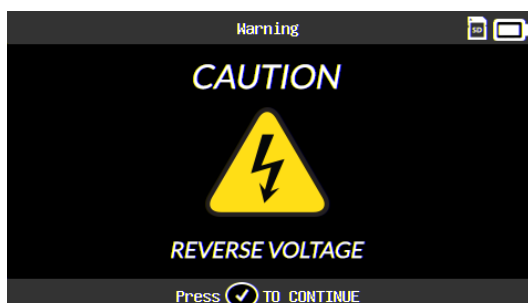 Warning
SD
CAUTION
REVERSE VOLTAGE
Press TO CONTINUE